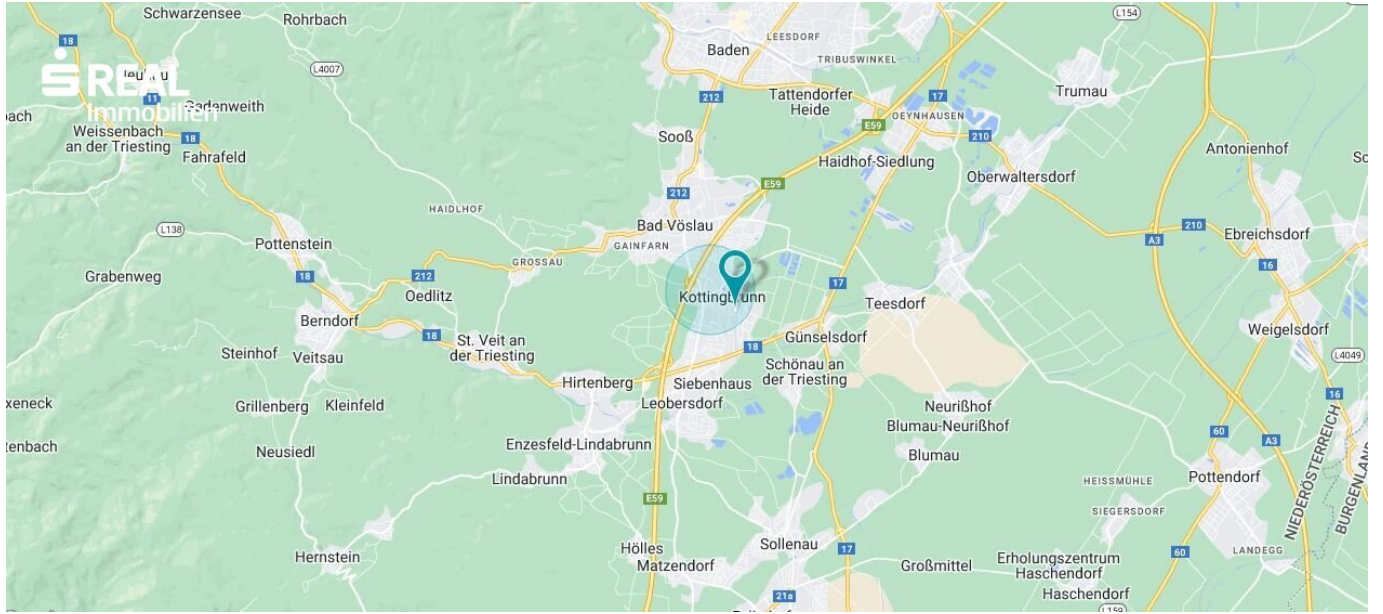 Schwarzensee
Rohrbach
L154
18
LEESDORF
Baden
TRIBUSWINKEL
S REAL
Immobilien
L4007
11
Gadenweith
212
Tattendorfer
Heide
17
Trumau
OEYNHAUSEN
E59
210
Weissenbach
an der Triesting
18
Fahrafeld
Sooß
Haidhof-Siedlung
Antonienhof
Oberwaltersdorf
E59
212
HAIDLHOF
Bad Vöslau
L138
Pottenstein
GAINFARN
GROSSAU
A3
210
Ebreichsdorf
16
Grabenweg
18
212
Oedlitz
Kottingbrunn
17
Teesdorf
Berndorf
18
St. Veit an
der Triesting
18
Günselsdorf
Weigelsdorf
Steinhof
Veitsau
Schönau an
der Triesting
L4049
Hirtenberg
Siebenhaus
Leobersdorf
16
Grillenberg
Kleinfeld
Neurißhof
Blumau-Neurißhof
60
A3
Neusiedl
Enzesfeld-Lindabrunn
Blumau
Lindabrunn
HEISSMÜHLE
Pottendorf
NIEDERÖSTERREICH
BURGENLAND
E59
SIEGERSDORF
Hernstein
Hölles
Matzendorf
Sollenau
17
Großmittel
60
LANDEGG
Erholungszentrum
Haschendorf
Haschendorf
21a
L159